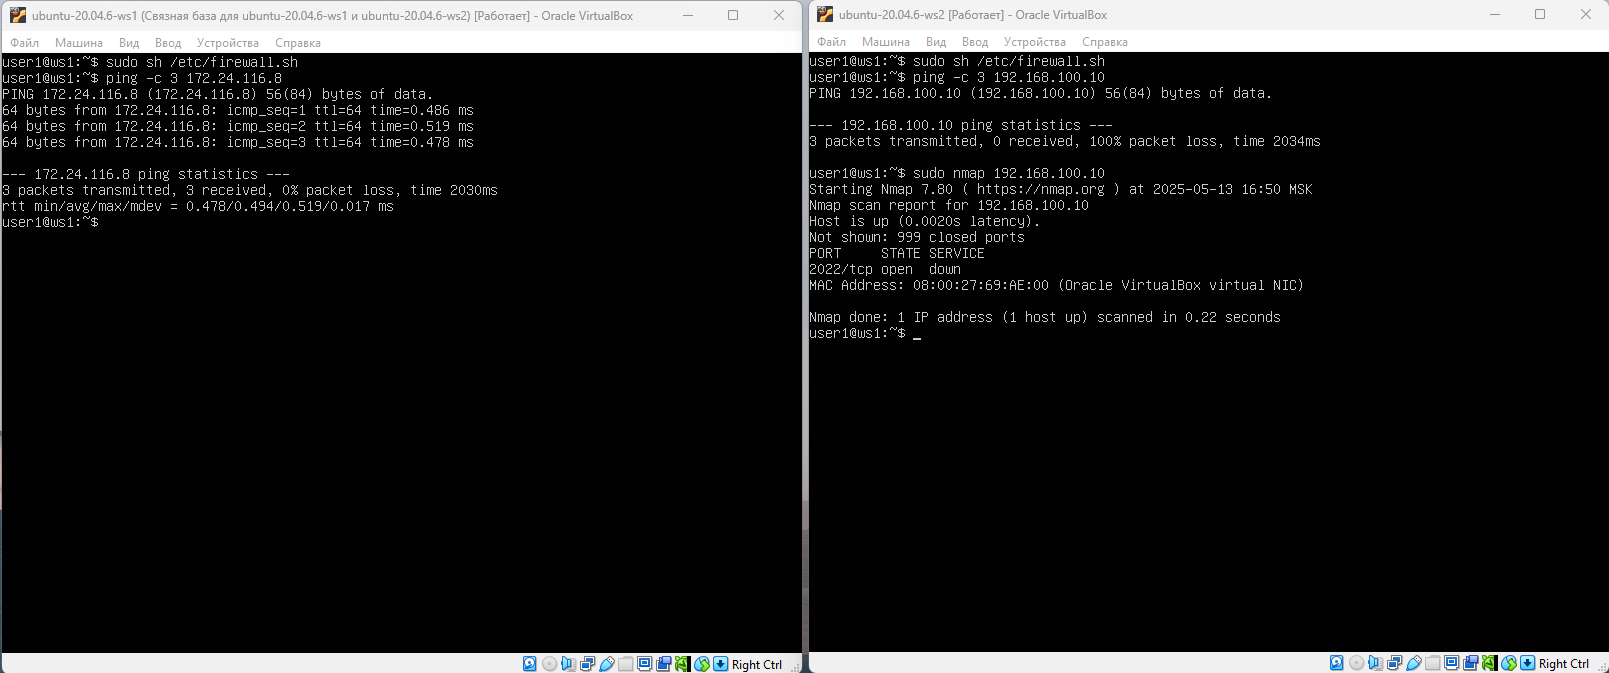 ubuntu-20.04.6-ws1 (Связная база для ubuntu-20.04.6-ws1 и ubuntu-20.04.6-ws2) [Работает] - Oracle VirtualBox
Файл Машина Вид Ввод Устройства Справка
user1@ws1:~$ sudo sh /etc/firewall.sh
user1@ws1:~$ ping -c 3 172.24.116.8
PING 172.24.116.8 (172.24.116.8) 56(84) bytes of data.
64 bytes from 172.24.116.8: icmp_seq=1 ttl=64 time=0.486 ms
64 bytes from 172.24.116.8: icmp_seq=2 ttl=64 time=0.519 ms
64 bytes from 172.24.116.8: icmp_seq=3 ttl=64 time=0.478 ms
--- 172.24.116.8 ping statistics ---
3 packets transmitted, 3 received, 0% packet loss, time 2030ms
rtt min/avg/max/mdev = 0.478/0.494/0.519/0.017 ms
user1@ws1:~$
Right Ctrl
ubuntu-20.04.6-ws2 [Работает] - Oracle VirtualBox
Файл Машина Вид Ввод Устройства Справка
user1@ws1:~$ sudo sh /etc/firewall.sh
user1@ws1:~$ ping -c 3 192.168.100.10
PING 192.168.100.10 (192.168.100.10) 56(84) bytes of data.
--- 192.168.100.10 ping statistics ---
3 packets transmitted, 0 received, 100% packet loss, time 2034ms
user1@ws1:~$ sudo nmap 192.168.100.10
Starting Nmap 7.80 ( https://nmap.org ) at 2025-05-13 16:50 MSK
Nmap scan report for 192.168.100.10
Host is up (0.0020s latency).
Not shown: 999 closed ports
PORT     STATE SERVICE
2022/tcp open  down
MAC Address: 08:00:27:69:AE:00 (Oracle VirtualBox virtual NIC)
Nmap done: 1 IP address (1 host up) scanned in 0.22 seconds
user1@ws1:~$ _
Right Ctrl